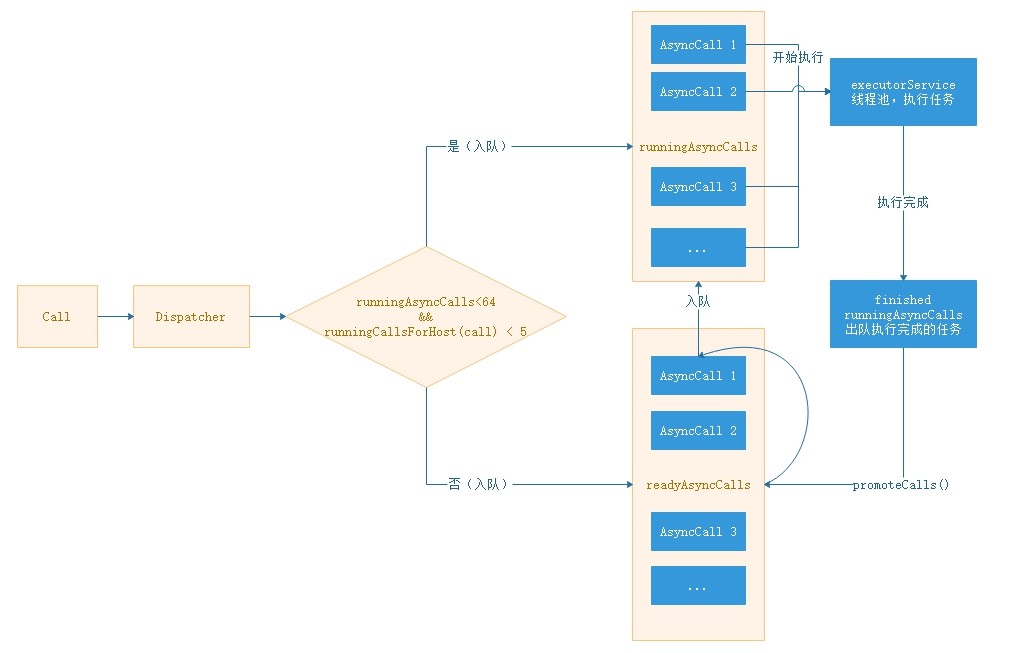 Call
Dispatcher
runningAsyncCalls<64
&&
runningCallsForHost(call) < 5
是（入队）
否（入队）
AsyncCall 1
AsyncCall 2
runningAsyncCalls
AsyncCall 3
...
开始执行
executorService
线程池，执行任务
执行完成
finished
runningAsyncCalls
出队执行完成的任务
promoteCalls()
入队
AsyncCall 1
AsyncCall 2
readyAsyncCalls
AsyncCall 3
...